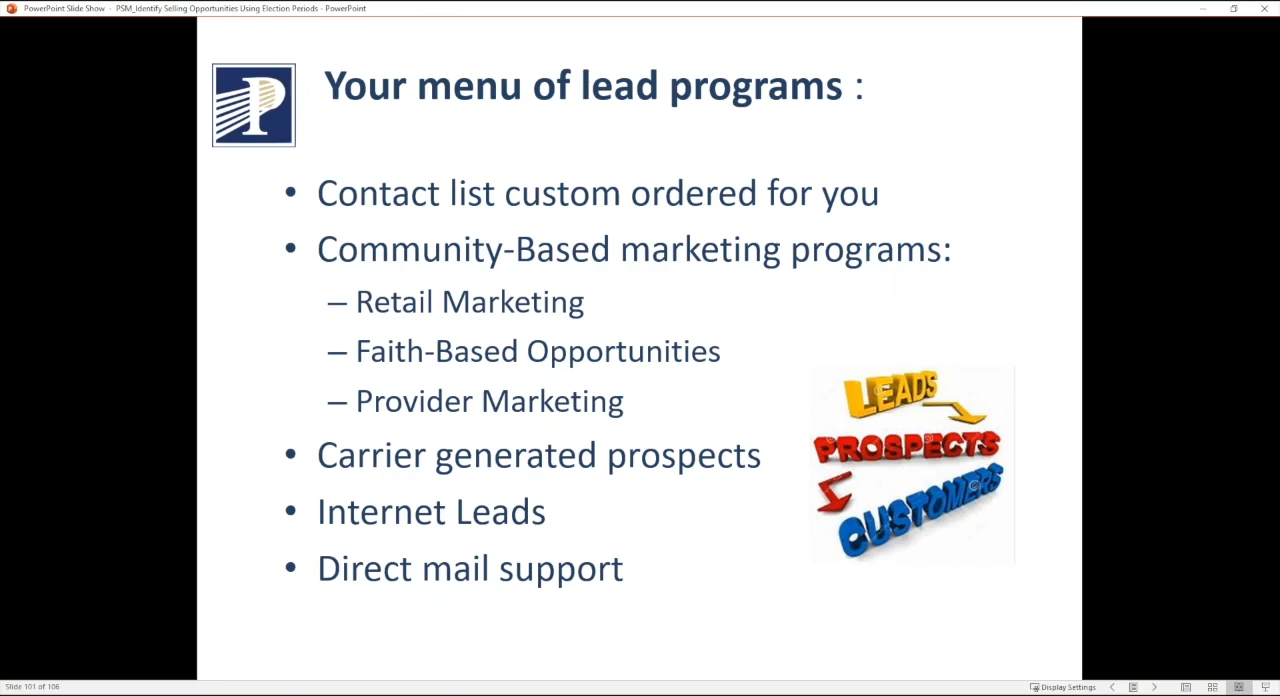 PowerPoint Slide Show - PSM_Identify Selling Opportunities Using Election Periods - PowerPoint
P
Your menu of lead programs :
• Contact list custom ordered for you
• Community-Based marketing programs:
– Retail Marketing
– Faith-Based Opportunities
– Provider Marketing
• Carrier generated prospects
• Internet Leads
• Direct mail support
LEADS
PROSPECTS
CUSTOMERS
Slide 101 of 106
Display Settings